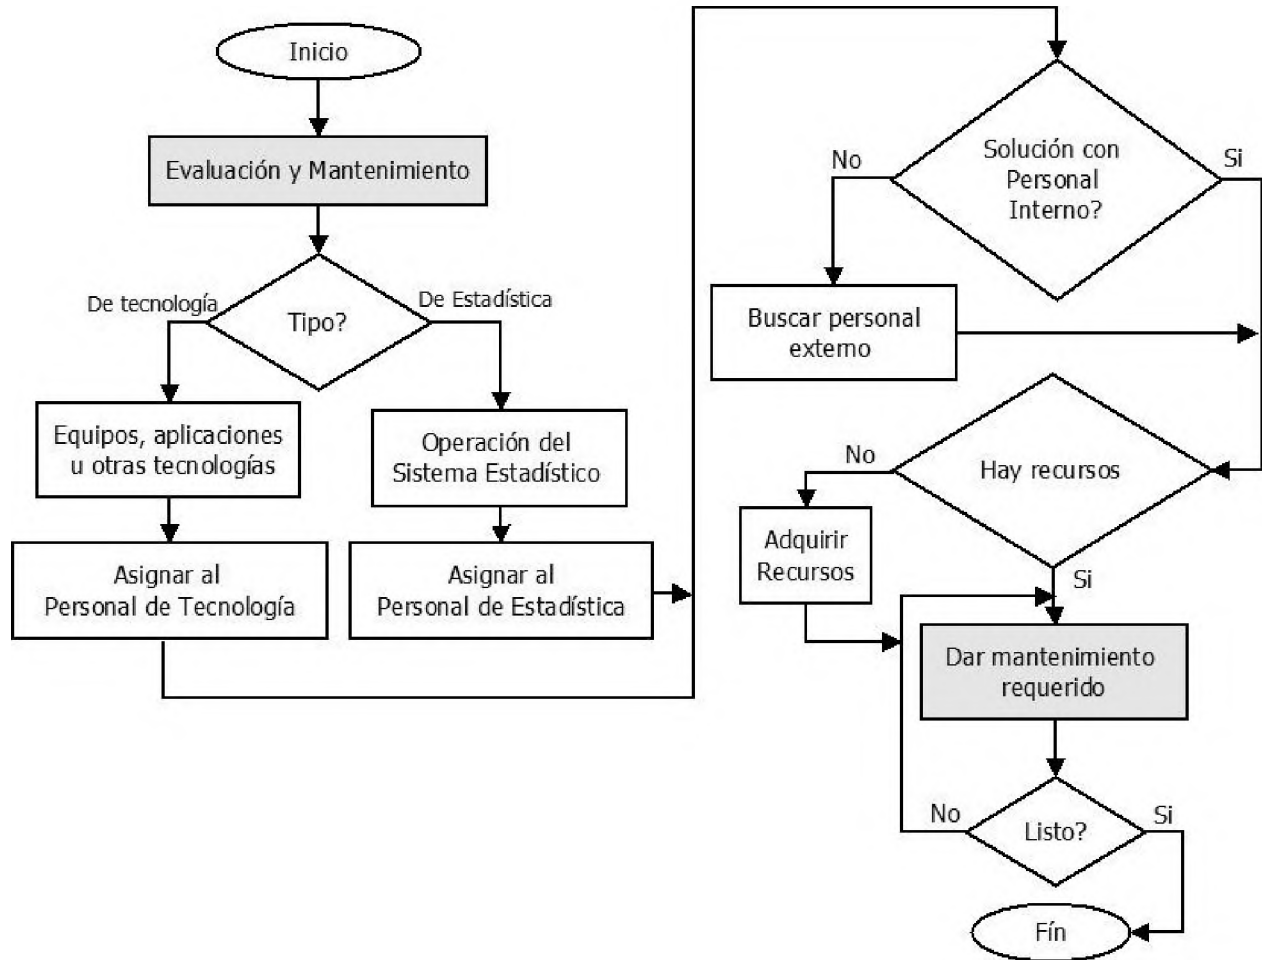 Inicio
Evaluación y Mantenimiento
De tecnología
De Estadística
Tipo?
Equipos, aplicaciones
u otras tecnologías
Operación del
Sistema Estadístico
Asignar al
Personal de Tecnología
Asignar al
Personal de Estadística
Solución con
Personal
Interno?
No
Si
Buscar personal
externo
Hay recursos
No
Si
Adquirir
Recursos
Dar mantenimiento
requerido
Listo?
No
Si
Fín